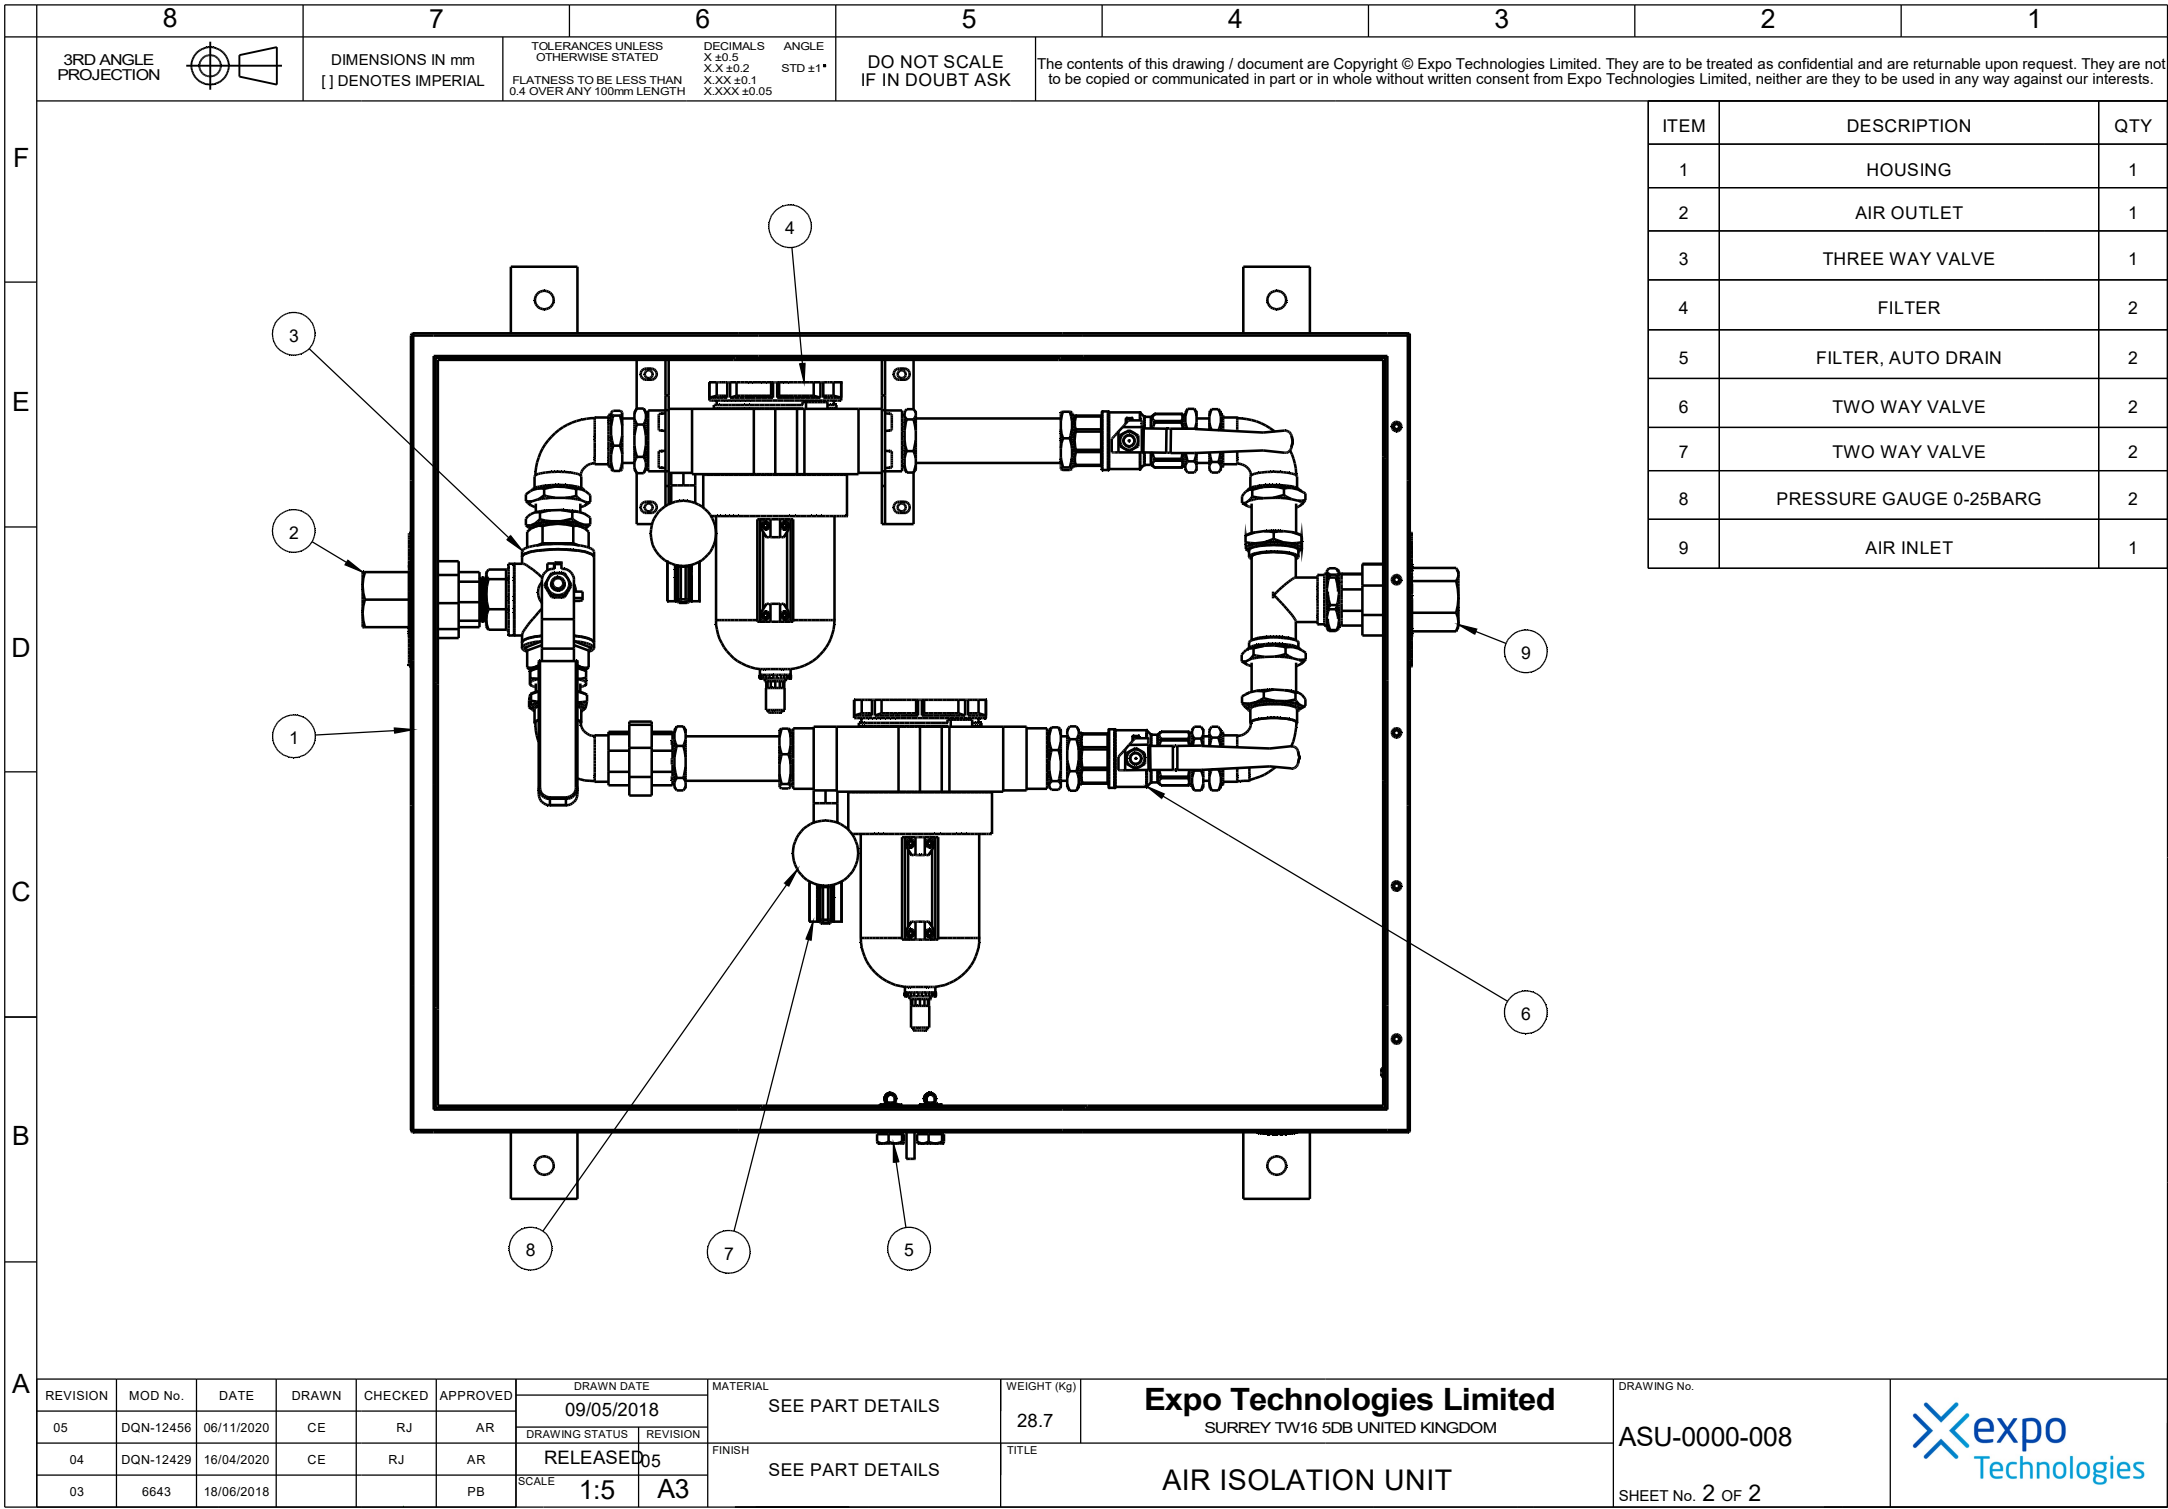 8 7 6 5 4 3 2 1
3RD ANGLE
PROJECTION
DIMENSIONS IN mm
[ ] DENOTES IMPERIAL
TOLERANCES UNLESS
OTHERWISE STATED
FLATNESS TO BE LESS THAN
0.4 OVER ANY 100mm LENGTH
DECIMALS
X ±0.5
X.X ±0.2
X.XX ±0.1
X.XXX ±0.05
ANGLE
STD ±1°
DO NOT SCALE
IF IN DOUBT ASK
The contents of this drawing / document are Copyright © Expo Technologies Limited. They are to be treated as confidential and are returnable upon request. They are not
to be copied or communicated in part or in whole without written consent from Expo Technologies Limited, neither are they to be used in any way against our interests.
ITEM DESCRIPTION QTY
1 HOUSING 1
2 AIR OUTLET 1
3 THREE WAY VALVE 1
4 FILTER 2
5 FILTER, AUTO DRAIN 2
6 TWO WAY VALVE 2
7 TWO WAY VALVE 2
8 PRESSURE GAUGE 0-25BARG 2
9 AIR INLET 1
F
E
D
C
B
A
4
3
2
9
1
6
8
7
5
REVISION MOD No. DATE DRAWN CHECKED APPROVED
05 DQN-12456 06/11/2020 CE RJ AR
04 DQN-12429 16/04/2020 CE RJ AR
03 6643 18/06/2018 PB
DRAWN DATE
09/05/2018
DRAWING STATUS REVISION
RELEASED 05
SCALE 1:5 A3
MATERIAL
SEE PART DETAILS
FINISH
SEE PART DETAILS
WEIGHT (Kg)
28.7
Expo Technologies Limited
SURREY TW16 5DB UNITED KINGDOM
TITLE
AIR ISOLATION UNIT
DRAWING No.
ASU-0000-008
SHEET No. 2 OF 2
expo
Technologies